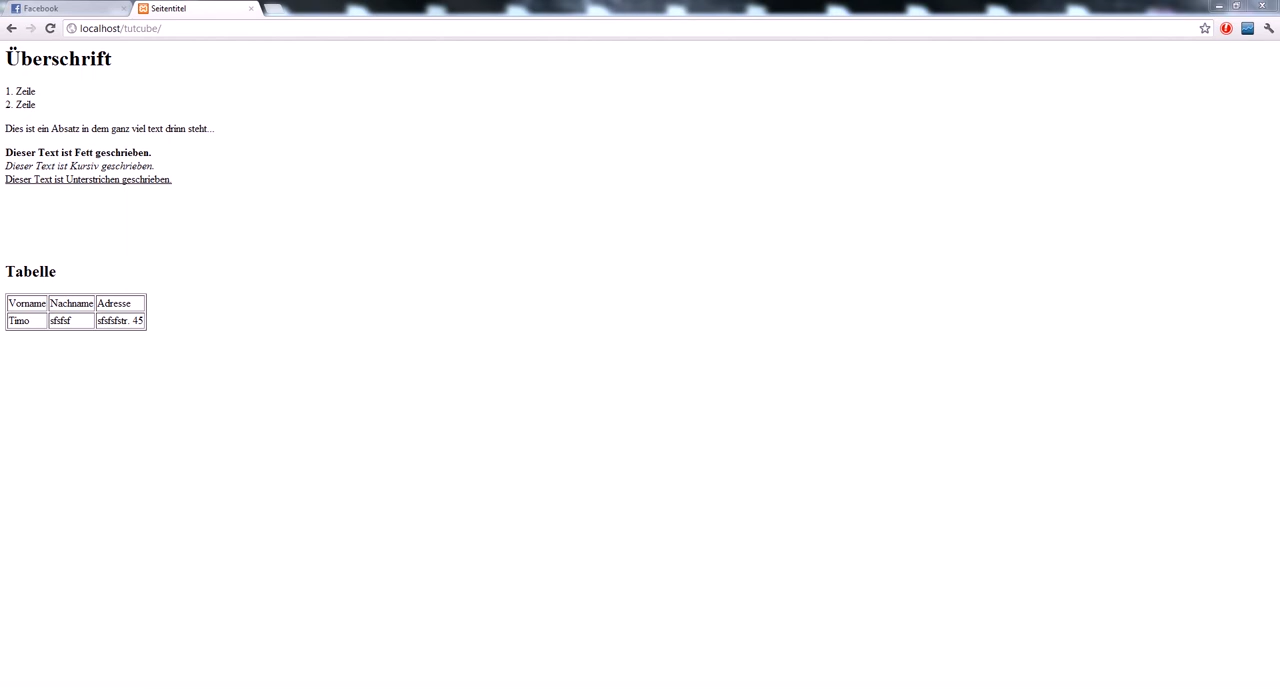 Facebook
Seitentitel
localhost/tutcube/
Überschrift
1. Zeile
2. Zeile
Dies ist ein Absatz in dem ganz viel text drinn steht...
Dieser Text ist Fett geschrieben.
Dieser Text ist Kursiv geschrieben.
Dieser Text ist Unterstrichen geschrieben.
Tabelle
Vorname Nachname Adresse
Timo sfsfsf sfsfsfstr. 45